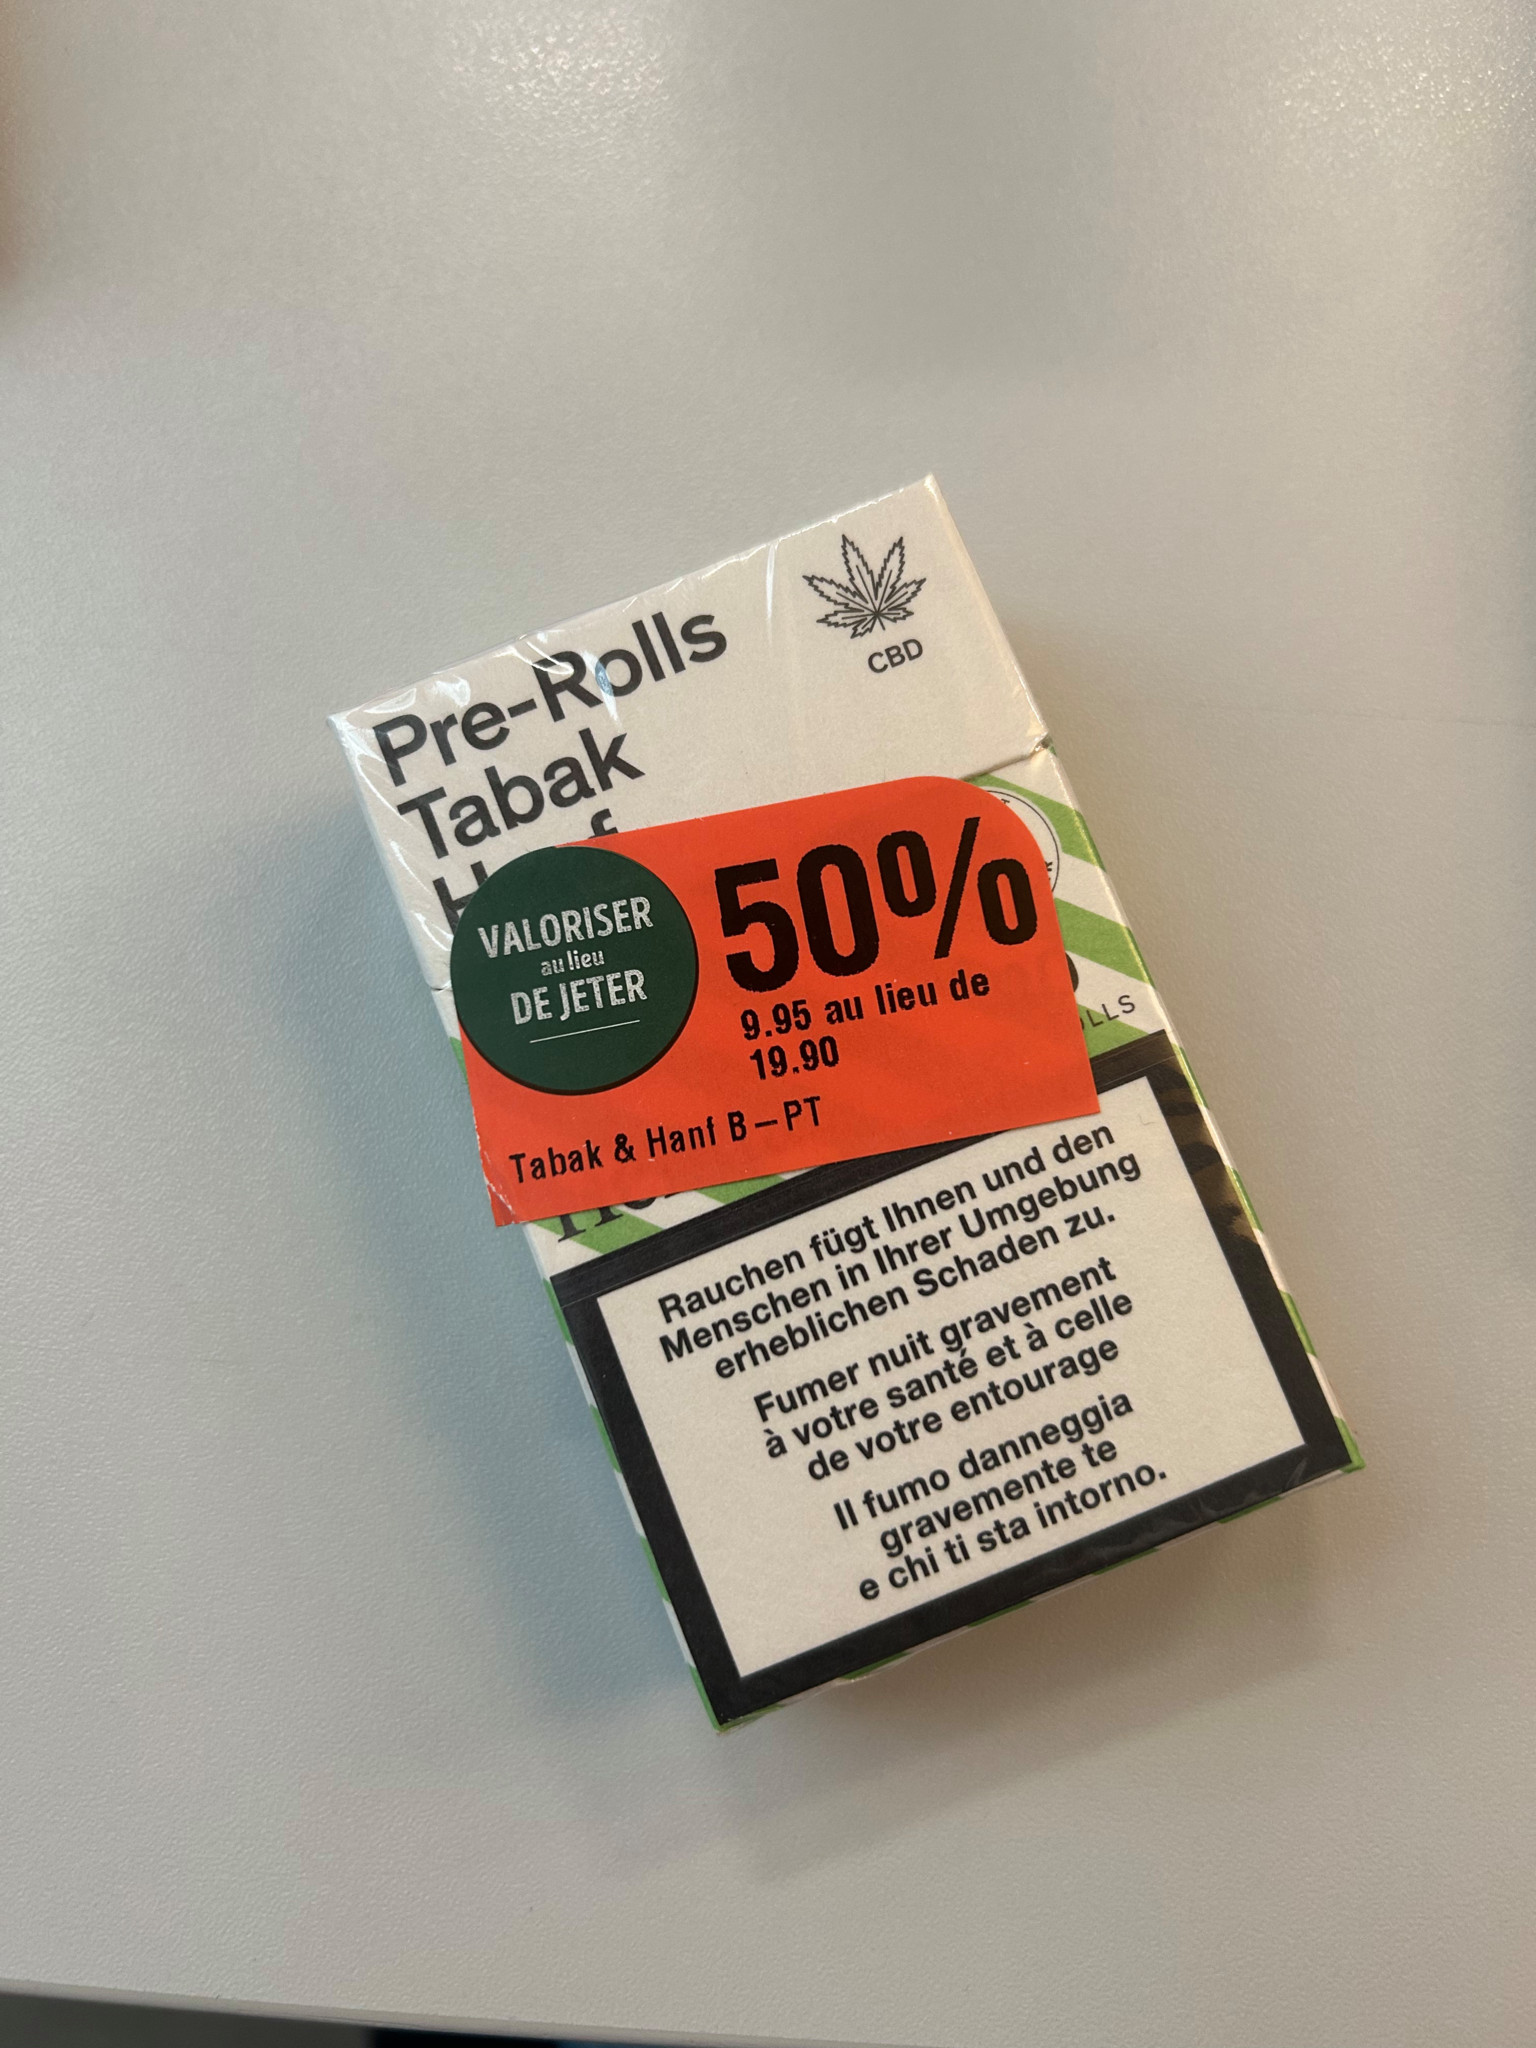 Pre-Rolls
Tabak
CBD
VALORISER
au lieu
DE JETER
50%
9.95 au lieu de
19.90
Tabak & Hanf B – PT
Rauchen fügt Ihnen und den
Menschen in Ihrer Umgebung
erheblichen Schaden zu.
Fumer nuit gravement
à votre santé et à celle
de votre entourage
Il fumo danneggia
gravemente te
e chi ti sta intorno.